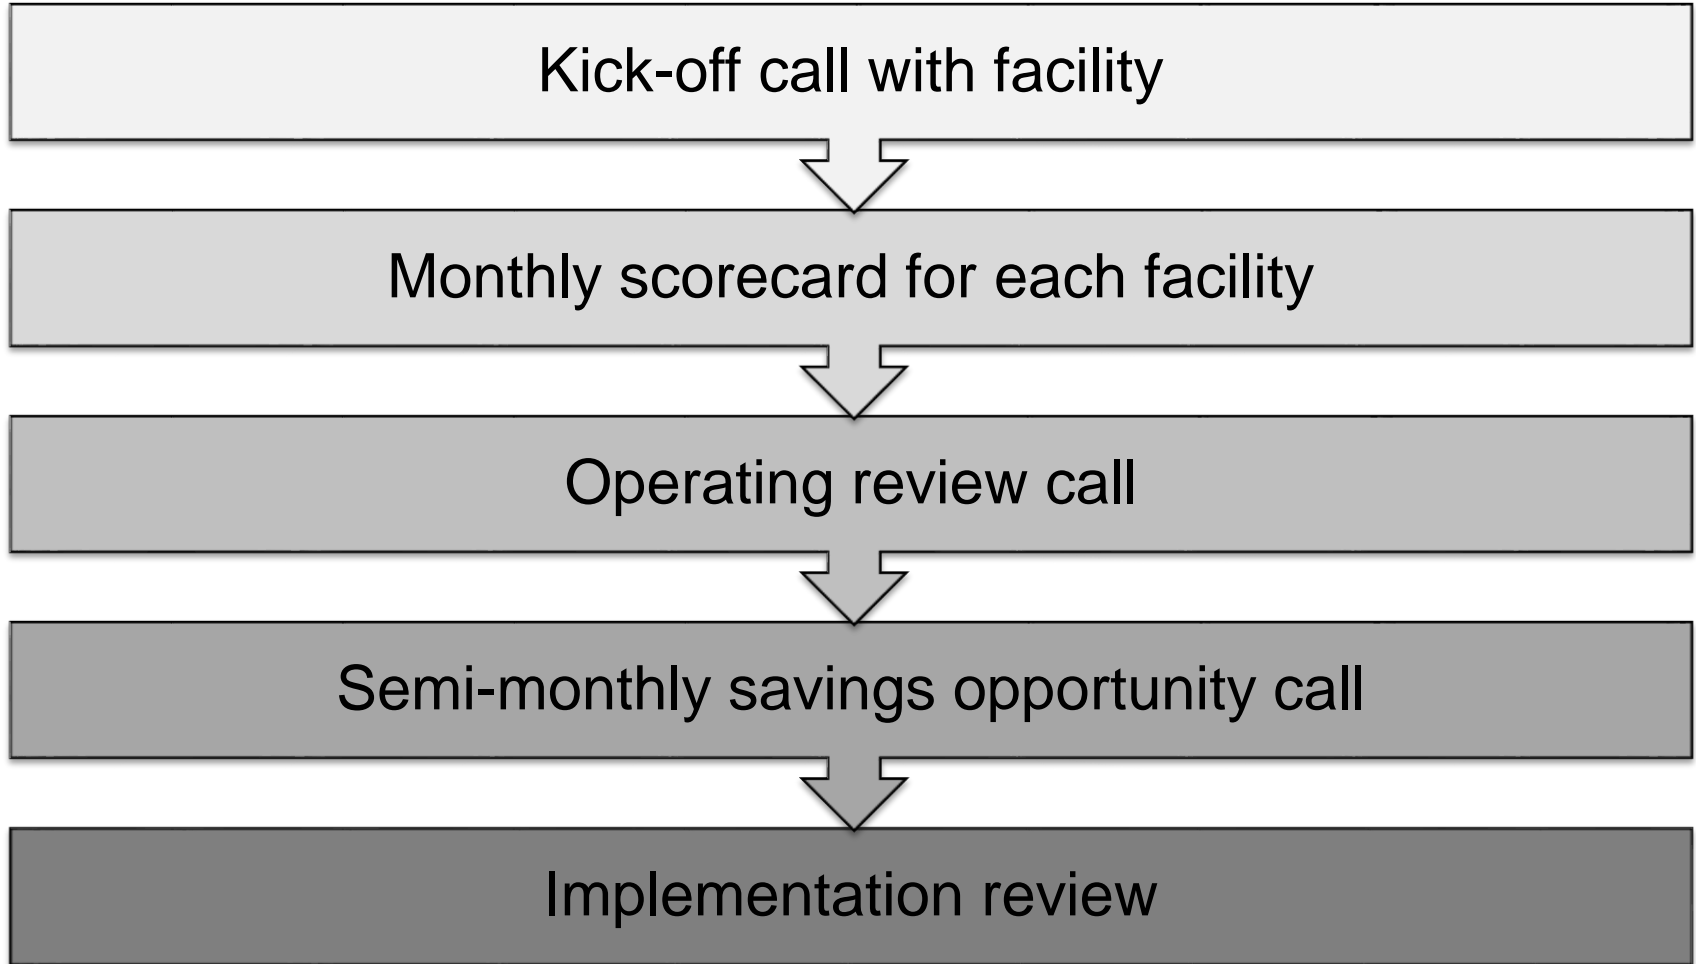 Kick-off call with facility
Monthly scorecard for each facility
Operating review call
Semi-monthly savings opportunity call
Implementation review